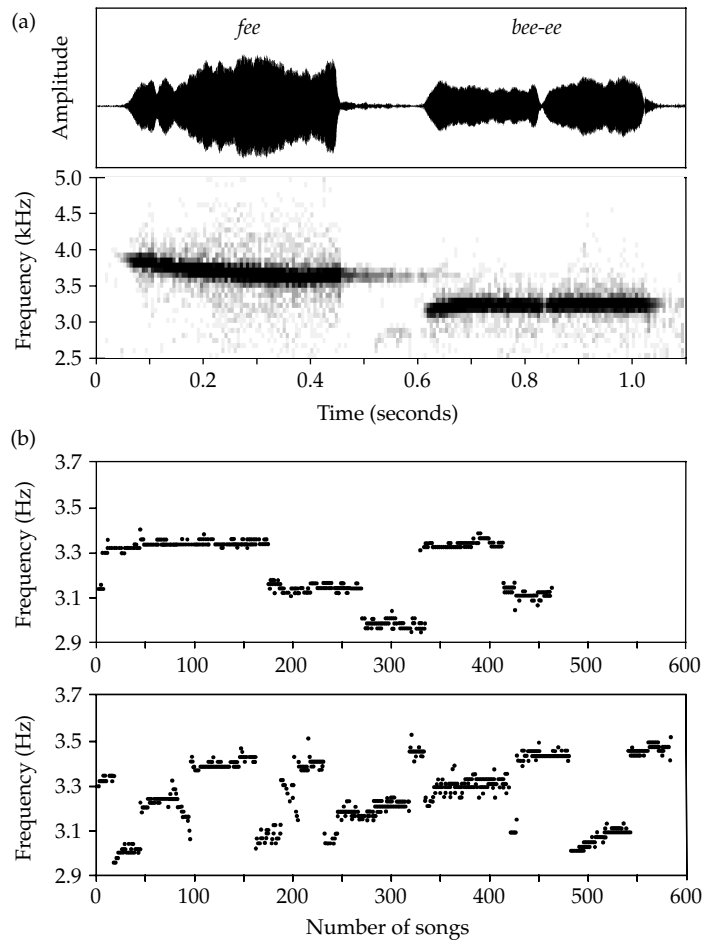 (a)
fee bee-ee
Amplitude
5.0
4.5
4.0
3.5
3.0
2.5
Frequency (kHz)
0 0.2 0.4 0.6 0.8 1.0
Time (seconds)
(b)
3.7
3.5
3.3
3.1
2.9
Frequency (Hz)
0 100 200 300 400 500 600
3.7
3.5
3.3
3.1
2.9
Frequency (Hz)
0 100 200 300 400 500 600
Number of songs